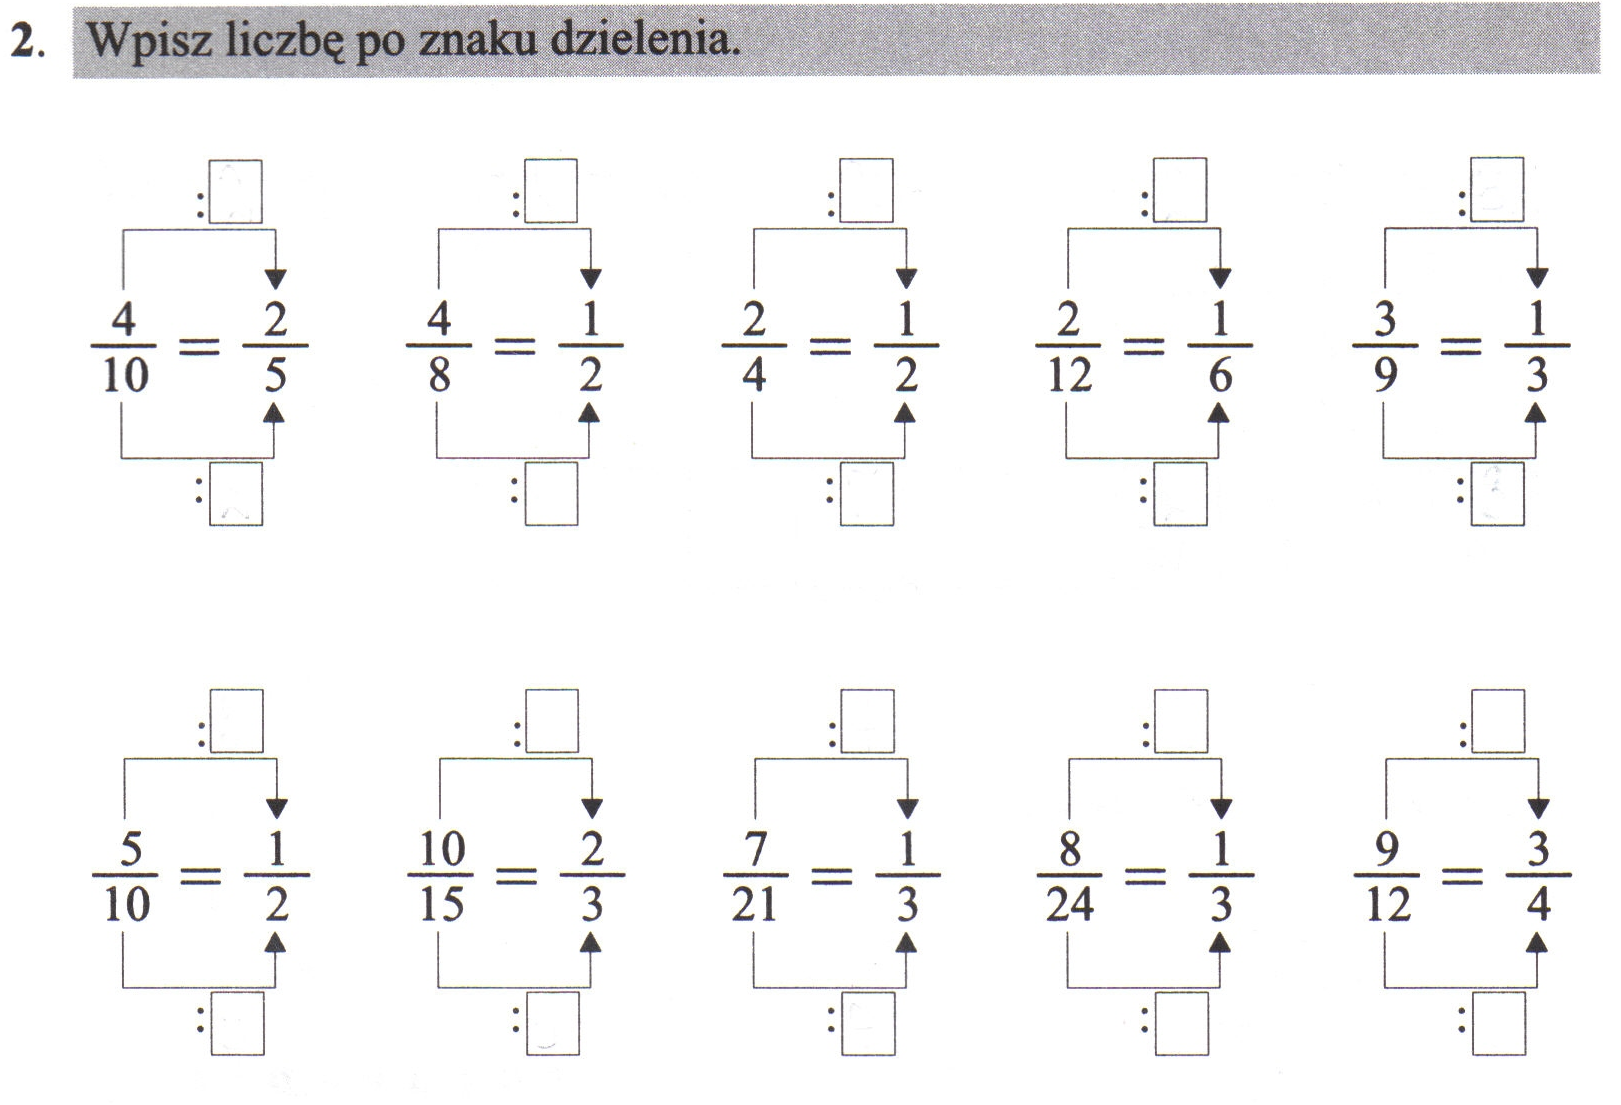 2. Wpisz liczbę po znaku dzielenia.
: : : : :
4/10 = 2/5 4/8 = 1/2 2/4 = 1/2 2/12 = 1/6 3/9 = 1/3
: : : : :
: : : : :
5/10 = 1/2 10/15 = 2/3 7/21 = 1/3 8/24 = 1/3 9/12 = 3/4
: : : : :